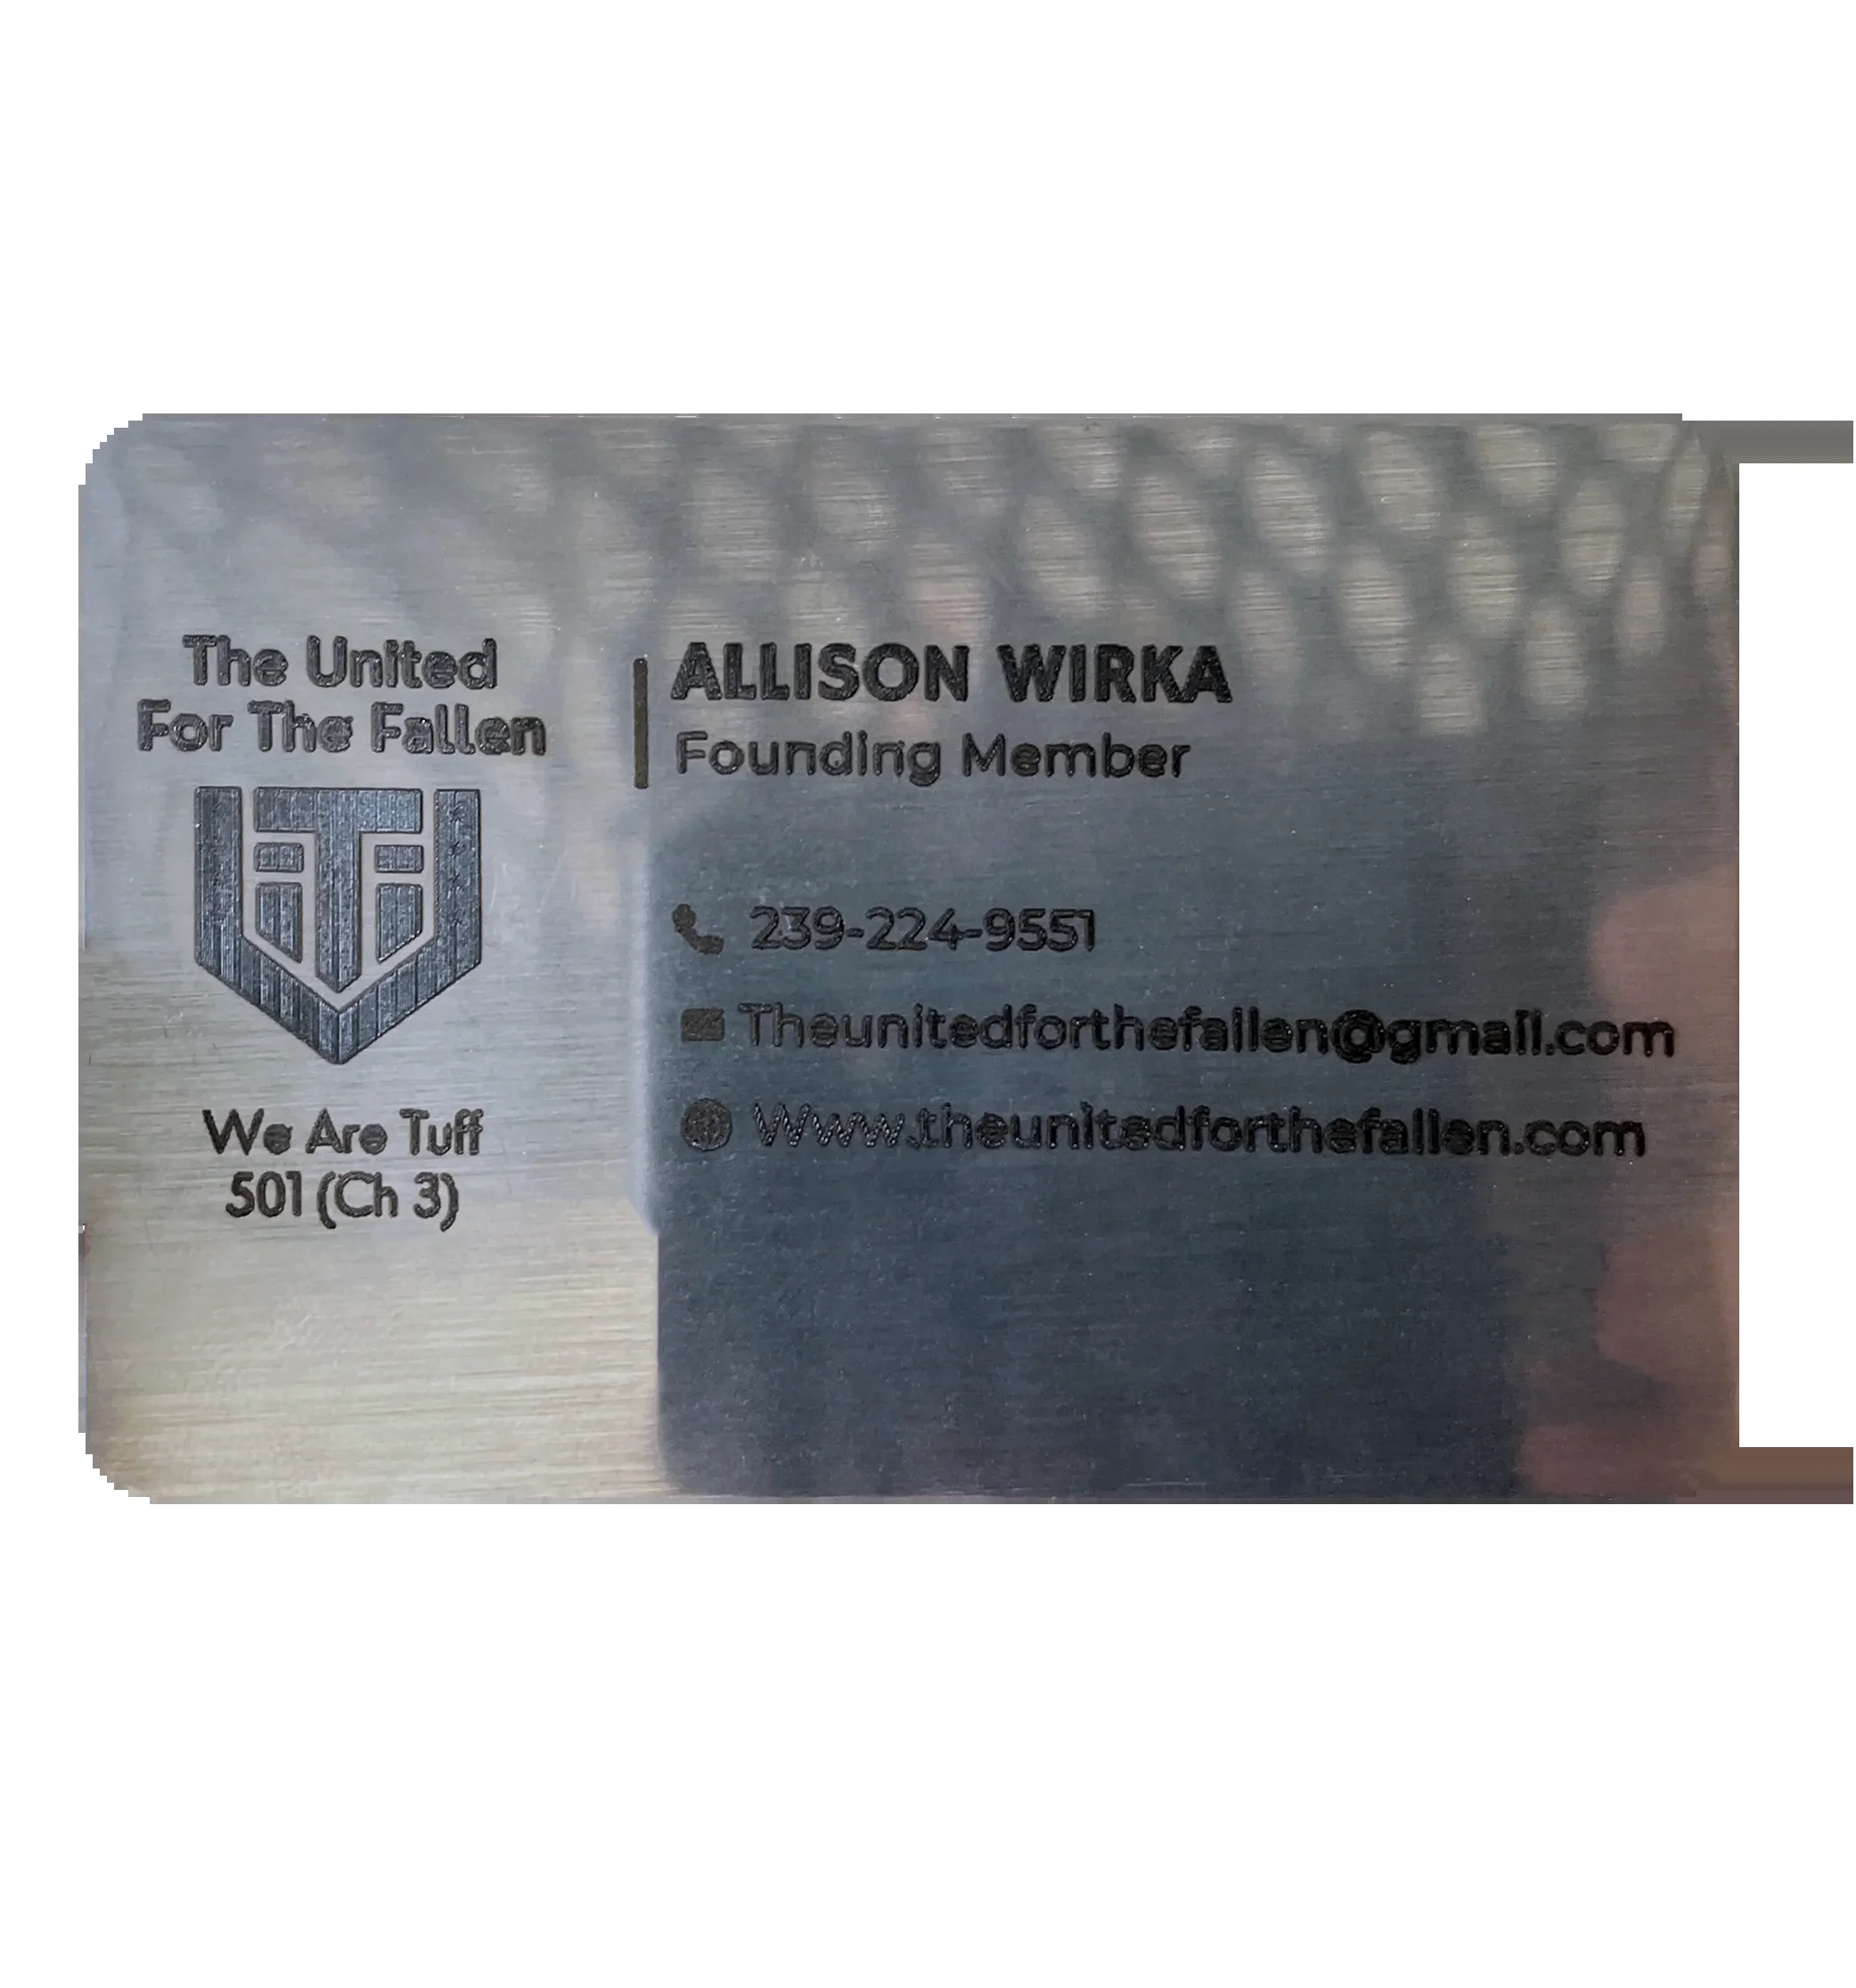 The United
For The Fallen
We Are Tuff
501 (Ch 3)
ALLISON WIRKA
Founding Member
239-224-9551
Theunitedforthefallen@gmail.com
Www.theunitedforthefallen.com